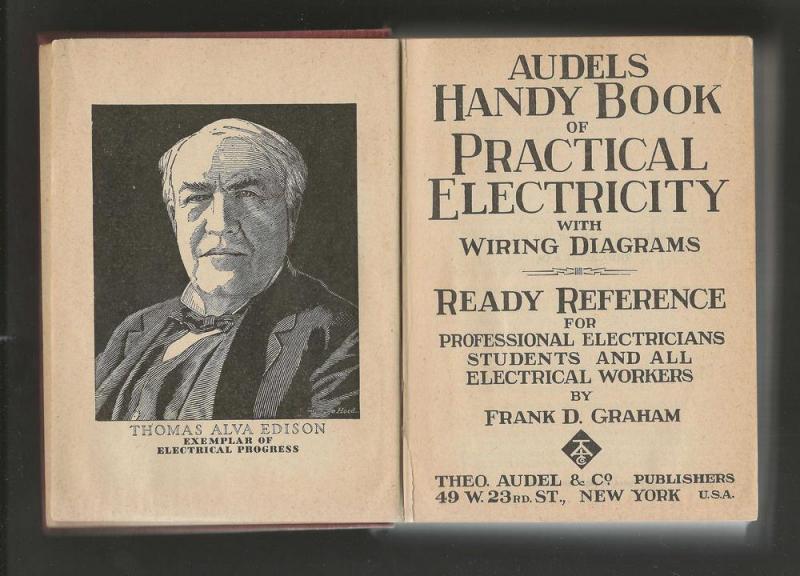 THOMAS ALVA EDISON
EXEMPLAR OF
ELECTRICAL PROGRESS
AUDELS
HANDY BOOK
OF
PRACTICAL
ELECTRICITY
WITH
WIRING DIAGRAMS
READY REFERENCE
FOR
PROFESSIONAL ELECTRICIANS
STUDENTS AND ALL
ELECTRICAL WORKERS
BY
FRANK D. GRAHAM
THEO. AUDEL & CO. PUBLISHERS
49 W. 23RD. ST., NEW YORK U.S.A.